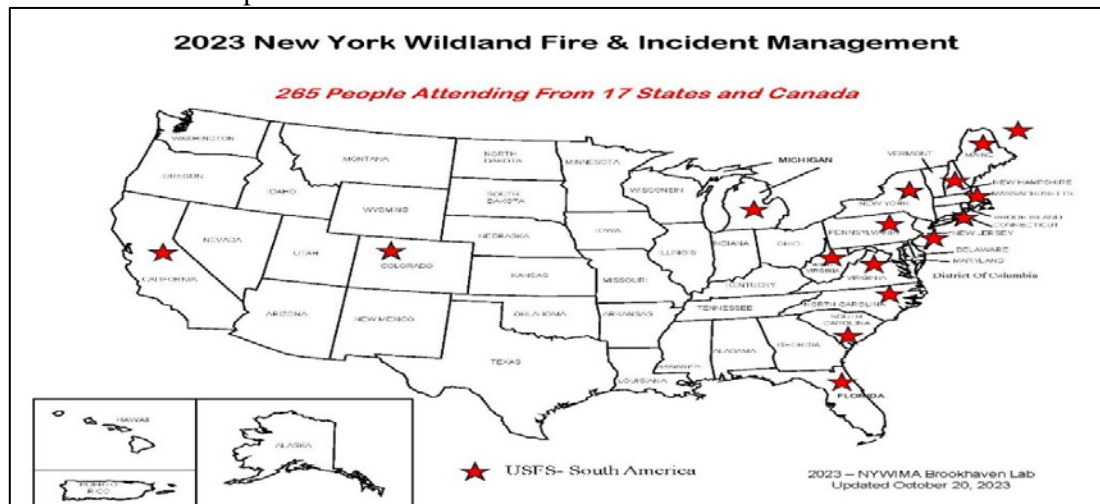 2023 New York Wildland Fire & Incident Management
265 People Attending From 17 States and Canada
WASHINGTON
OREGON
CALIFORNIA
IDAHO
NEVADA
MONTANA
WYOMING
UTAH
ARIZONA
COLORADO
NEW MEXICO
NORTH
DAKOTA
SOUTH
DAKOTA
NEBRASKA
KANSAS
OKLAHOMA
TEXAS
MINNESOTA
IOWA
MISSOURI
ARKANSAS
LOUISIANA
WISCONSIN
ILLINOIS
MICHIGAN
INDIANA
OHIO
KENTUCKY
TENNESSEE
ALABAMA
GEORGIA
FLORIDA
SOUTH
CAROLINA
NORTH CAROLINA
VIRGINIA
VIRGINIA
PENNSYLVANIA
NEW YORK
VERMONT
MAINE
NEW HAMPSHIRE
MASSACHUSETTS
RHODE ISLAND
CONNECTICUT
NEW JERSEY
DELAWARE
MARYLAND
District Of Columbia
HAWAII
PUERTO
RICO
ALASKA
USFS- South America
2023 – NYWIMA Brookhaven Lab
Updated October 20, 2023